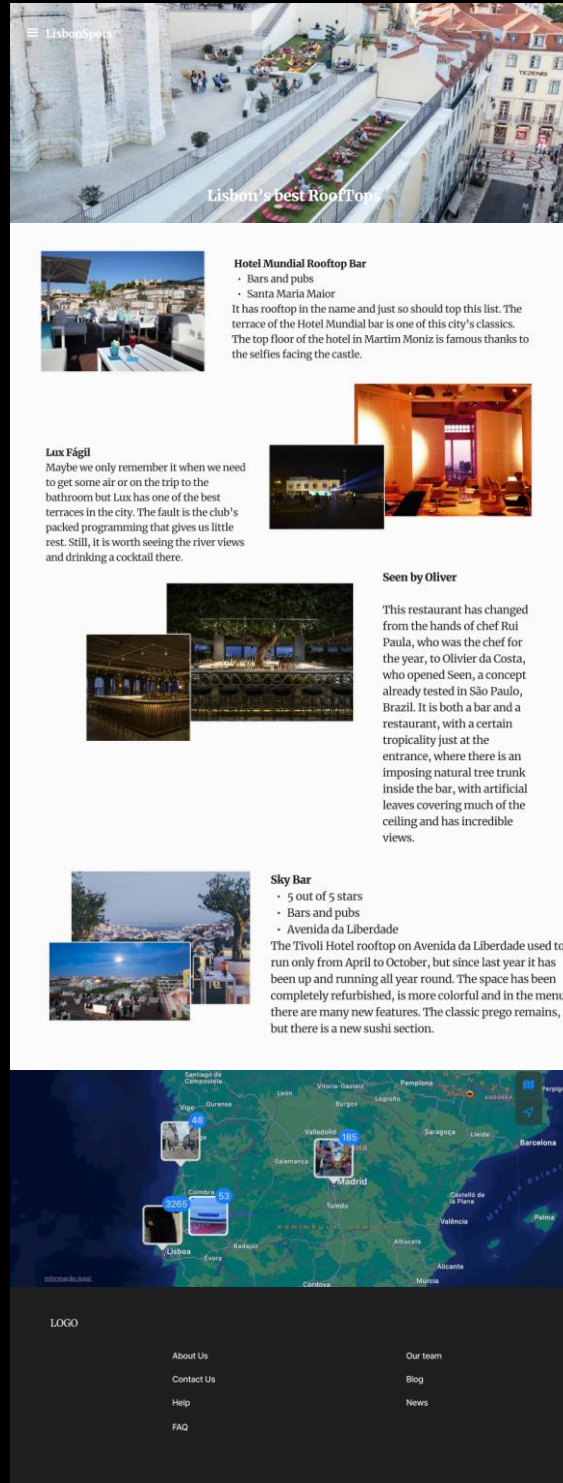 LisbonSpots
TEZENIS
Lisbon's best RoofTops
Hotel Mundial Rooftop Bar
• Bars and pubs
• Santa Maria Maior
It has rooftop in the name and just so should top this list. The
terrace of the Hotel Mundial bar is one of this city's classics.
The top floor of the hotel in Martim Moniz is famous thanks to
the selfies facing the castle.
Lux Fágil
Maybe we only remember it when we need
to get some air or on the trip to the
bathroom but Lux has one of the best
terraces in the city. The fault is the club's
packed programming that gives us little
rest. Still, it is worth seeing the river views
and drinking a cocktail there.
Seen by Oliver
This restaurant has changed
from the hands of chef Rui
Paula, who was the chef for
the year, to Olivier da Costa,
who opened Seen, a concept
already tested in São Paulo,
Brazil. It is both a bar and a
restaurant, with a certain
tropicality just at the
entrance, where there is an
imposing natural tree trunk
inside the bar, with artificial
leaves covering much of the
ceiling and has incredible
views.
Sky Bar
• 5 out of 5 stars
• Bars and pubs
• Avenida da Liberdade
The Tivoli Hotel rooftop on Avenida da Liberdade used to
run only from April to October, but since last year it has
been up and running all year round. The space has been
completely refurbished, is more colorful and in the menu
there are many new features. The classic prego remains,
but there is a new sushi section.
Santiago de
Compostela
León
Vitoria-Gasteiz
Pamplona
Perpig
Vigo
Ourense
Burgos
Logroño
48
Valladolid
185
Saragoça
Lleida
Barcelona
Salamanca
Madrid
Coimbra
53
3265
Toledo
Castelló de
la Plana
Mar das Balear
PENÍNSULA IBÉRICA
València
Palma
Lisboa
Badajoz
Albacete
Évora
Alicante
Informação legal
Córdova
Múrcia
LOGO
About Us
Our team
Contact Us
Blog
Help
News
FAQ